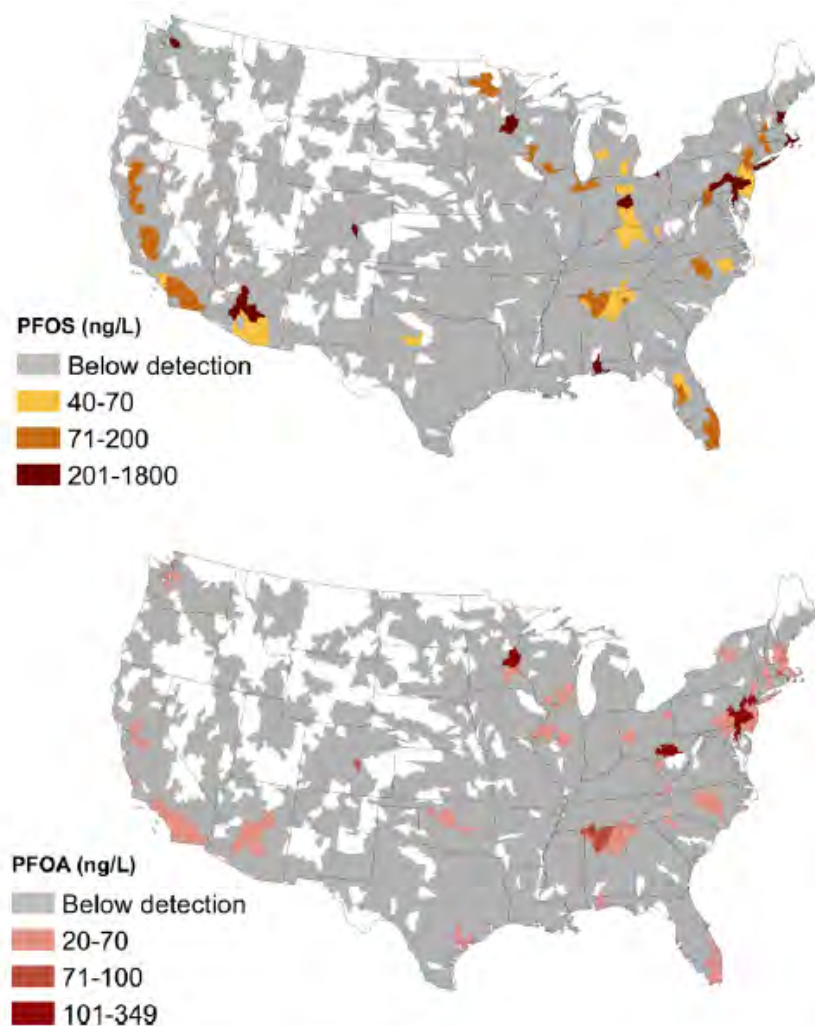 PFOS (ng/L)
Below detection
40-70
71-200
201-1800
PFOA (ng/L)
Below detection
20-70
71-100
101-349